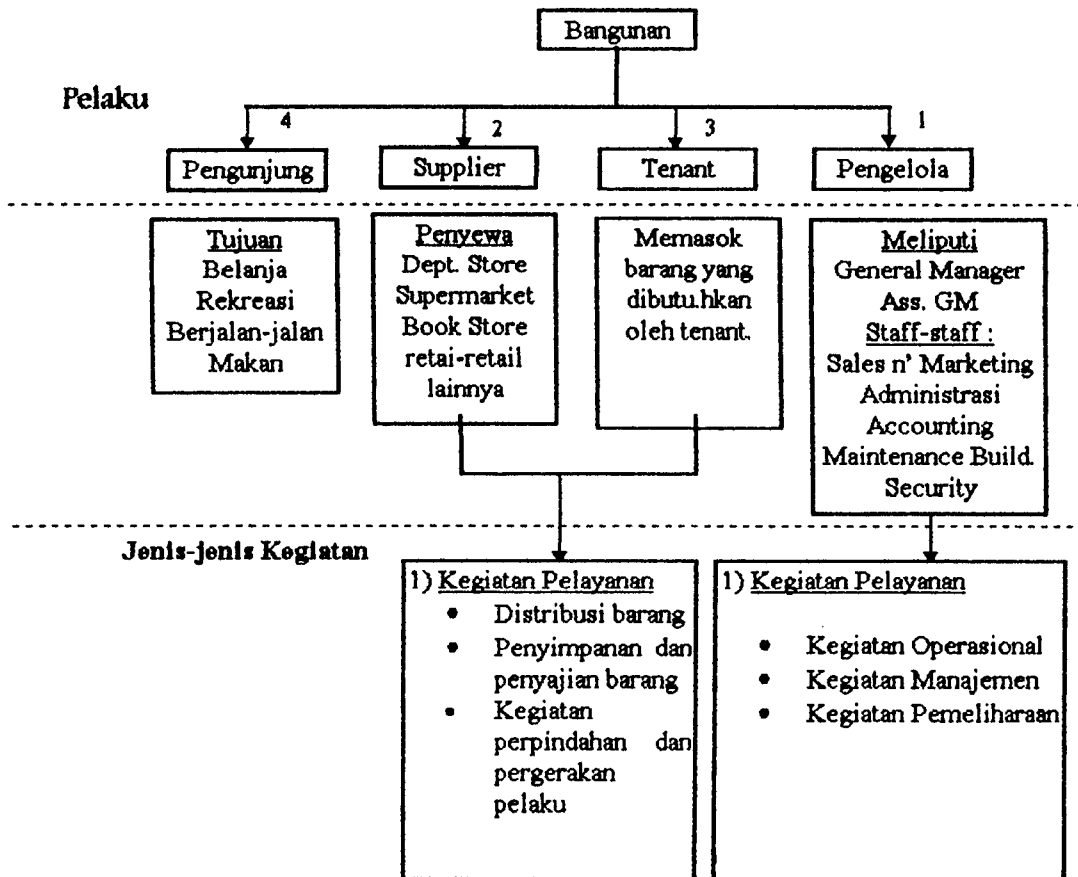 Bangunan
Pelaku
4
2
3
1
Pengunjung
Supplier
Tenant
Pengelola
Tujuan
Belanja
Rekreasi
Berjalan-jalan
Makan
Penyewa
Dept. Store
Supermarket
Book Store
retai-retail
lainnya
Memasok
barang yang
dibutu.hkan
oleh tenant.
Meliputi
General Manager
Ass. GM
Staff-staff :
Sales n' Marketing
Administrasi
Accounting
Maintenance Build.
Security
Jenis-jenis Kegiatan
1) Kegiatan Pelayanan
• Distribusi barang
• Penyimpanan dan
penyajian barang
• Kegiatan
perpindahan dan
pergerakan
pelaku
1) Kegiatan Pelayanan
• Kegiatan Operasional
• Kegiatan Manajemen
• Kegiatan Pemeliharaan